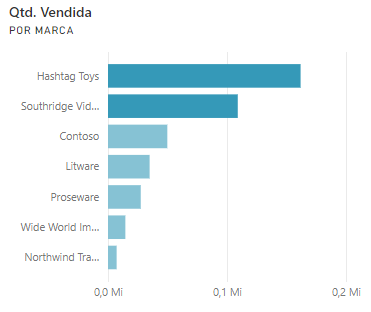 Qtd. Vendida
POR MARCA
Hashtag Toys
Southridge Vid...
Contoso
Litware
Proseware
Wide World Im...
Northwind Tra...
0,0 Mi
0,1 Mi
0,2 Mi